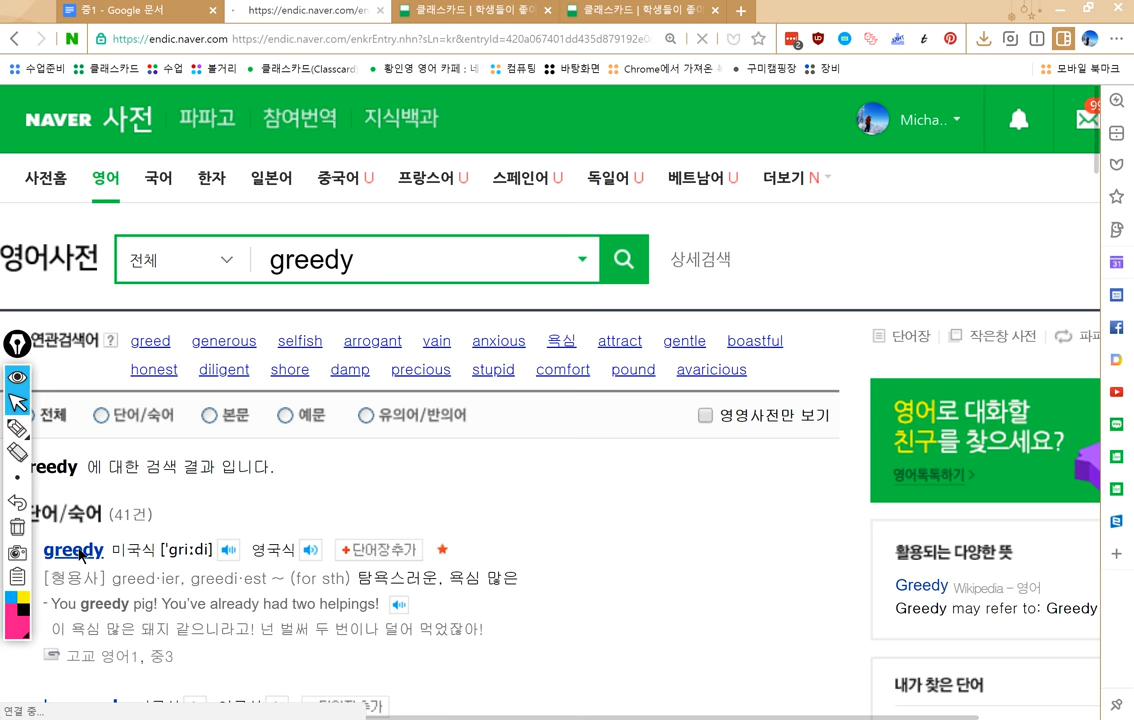 중1 - Google 문서
https://endic.naver.com/en
클래스카드 | 학생들이 좋아
클래스카드 | 학생들이 좋아
https://endic.naver.com https://endic.naver.com/enkrEntry.nhn?sLn=kr&entryId=420a067401dd435d879192e0
2
수업준비 클래스카드 수업 볼거리 클래스카드(Classcard 황인영 영어 카페 : 네 컴퓨팅 바탕화면 Chrome에서 가져온 구미캠핑장 장비 모바일 북마크
NAVER 사전 파파고 참여번역 지식백과 Micha.. 99
사전홈 영어 국어 한자 일본어 중국어 U 프랑스어 U 스페인어 U 독일어 U 베트남어 U 더보기 N
영어사전 전체 greedy 상세검색
연관검색어 ? greed generous selfish arrogant vain anxious 욕심 attract gentle boastful
honest diligent shore damp precious stupid comfort pound avaricious
단어장 작은창 사전 파파
전체 단어/숙어 본문 예문 유의어/반의어 영영사전만 보기
reedy 에 대한 검색 결과 입니다.
단어/숙어 (41건)
greedy 미국식 ['griːdi] 영국식 +단어장추가
[형용사] greed·ier, greedi·est ~ (for sth) 탐욕스러운, 욕심 많은
- You greedy pig! You've already had two helpings!
이 욕심 많은 돼지 같으니라고! 넌 벌써 두 번이나 덜어 먹었잖아!
고교 영어1, 중3
영어로 대화할
친구를 찾으세요?
영어톡톡하기 >
활용되는 다양한 뜻
Greedy Wikipedia - 영어
Greedy may refer to: Greedy
내가 찾은 단어
31
연결 중...